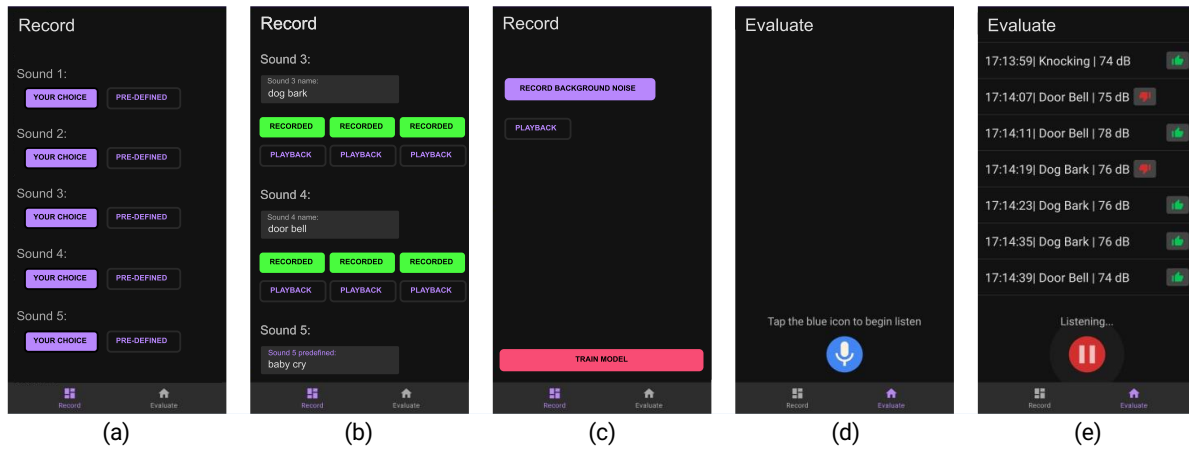 Record
Sound 1:
YOUR CHOICE PRE-DEFINED
Sound 2:
YOUR CHOICE PRE-DEFINED
Sound 3:
YOUR CHOICE PRE-DEFINED
Sound 4:
YOUR CHOICE PRE-DEFINED
Sound 5:
YOUR CHOICE PRE-DEFINED
Record Evaluate
(a)
Record
Sound 3:
Sound 3 name:
dog bark
RECORDED RECORDED RECORDED
PLAYBACK PLAYBACK PLAYBACK
Sound 4:
Sound 4 name:
door bell
RECORDED RECORDED RECORDED
PLAYBACK PLAYBACK PLAYBACK
Sound 5:
Sound 5 predefined:
baby cry
Record Evaluate
(b)
Record
RECORD BACKGROUND NOISE
PLAYBACK
TRAIN MODEL
Record Evaluate
(c)
Evaluate
Tap the blue icon to begin listen
Record Evaluate
(d)
Evaluate
17:13:59| Knocking | 74 dB
17:14:07| Door Bell | 75 dB
17:14:11| Door Bell | 78 dB
17:14:19| Dog Bark | 76 dB
17:14:23| Dog Bark | 76 dB
17:14:35| Dog Bark | 76 dB
17:14:39| Door Bell | 74 dB
Listening...
Record Evaluate
(e)